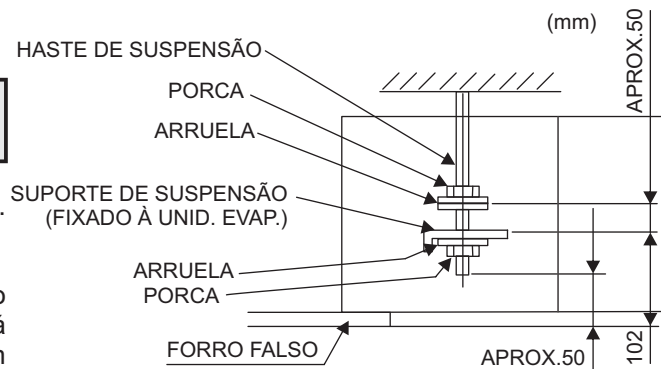 (mm)
HASTE DE SUSPENSÃO
PORCA
ARRUELA
APROX.50
SUPORTE DE SUSPENSÃO
(FIXADO À UNID. EVAP.)
.
ARRUELA
PORCA
o
á
n
FORRO FALSO
APROX.50
102